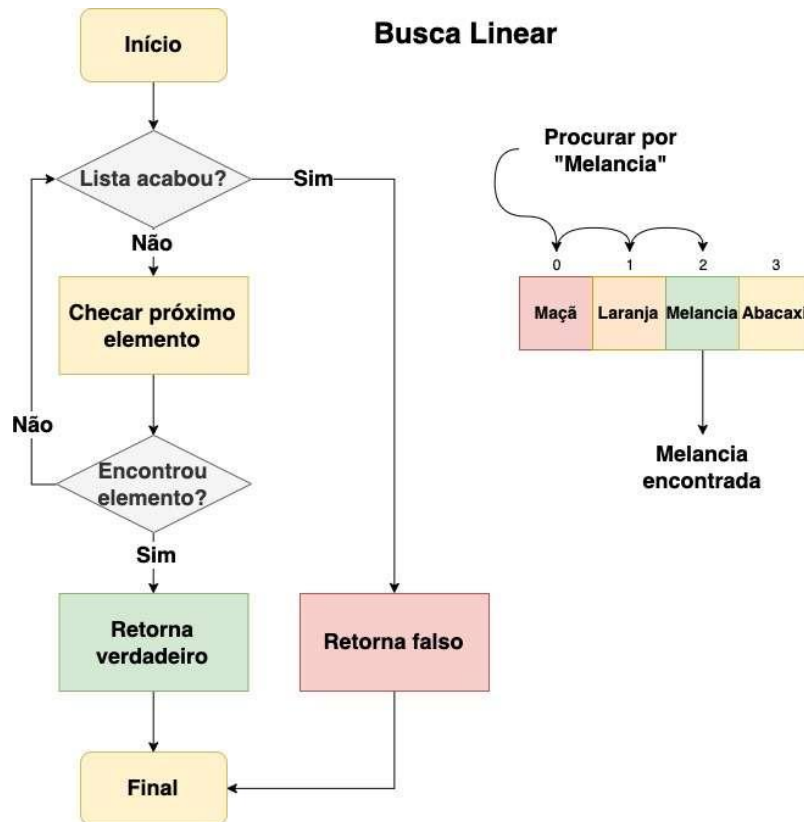 Busca Linear
Início
Lista acabou?
Sim
Não
Checar próximo
elemento
Não
Encontrou
elemento?
Sim
Retorna
verdadeiro
Retorna falso
Final
Procurar por
"Melancia"
0 1 2 3
Maçã Laranja Melancia Abacaxi
Melancia
encontrada